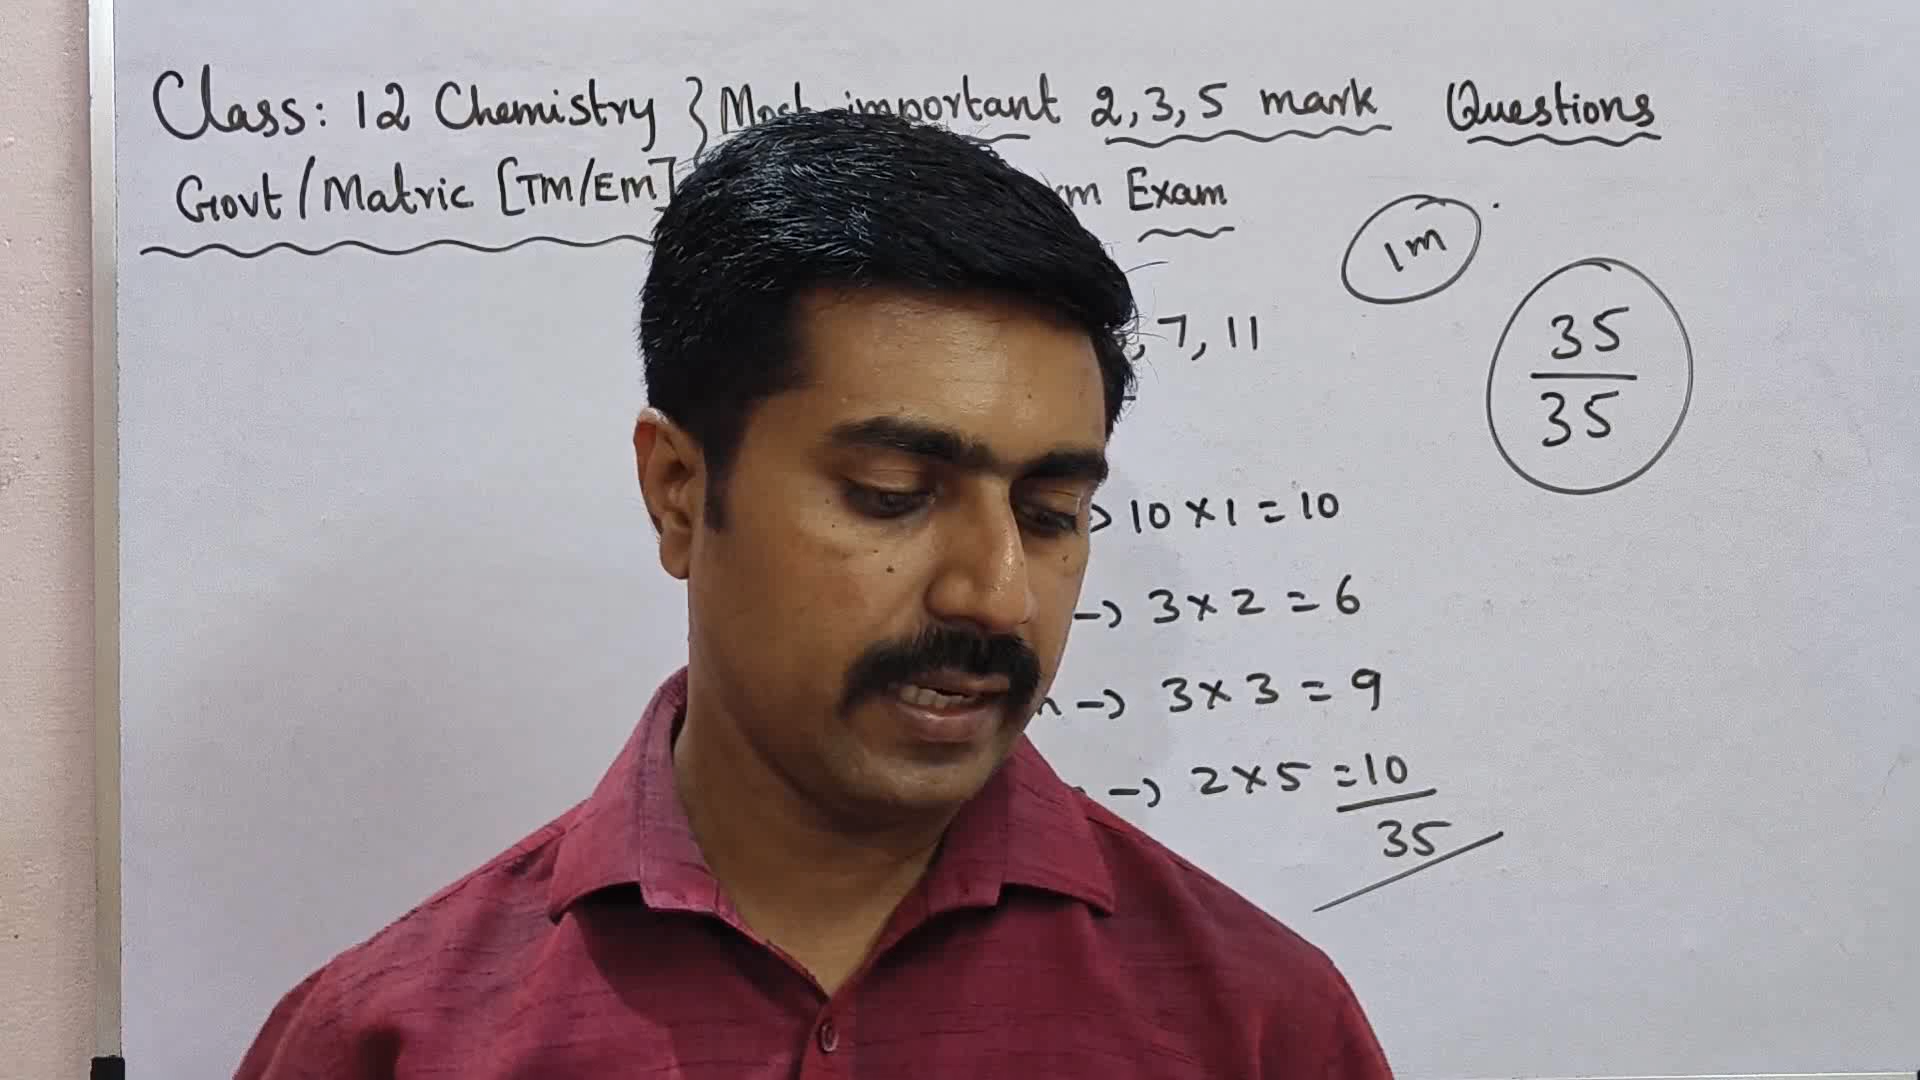 Class: 12 Chemistry } Most important 2, 3, 5 mark Questions
Govt / Matric [TM/EM] Exam
1m
, 7, 11
35
35
→ 10 × 1 = 10
→ 3 × 2 = 6
→ 3 × 3 = 9
→ 2 × 5 = 10
35